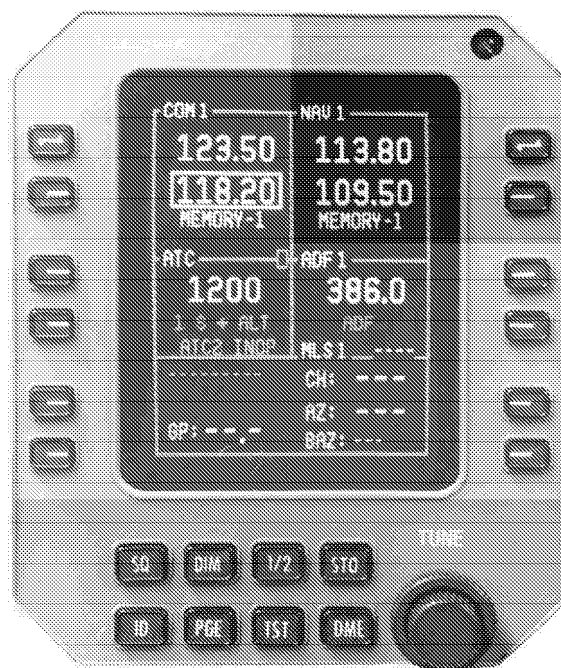 COM 1 NAV 1
123.50 113.80
118.20 109.50
MEMORY-1 MEMORY-1
ATC ADF 1
1200 386.0
1 S + ALT ADF
ATC2 INOP MLS 1 ----
--------- CH: ---
AZ: ---
GP: --.- BAZ: ---
TUNE
SQ DIM 1/2 STO
ID PGE TST DME